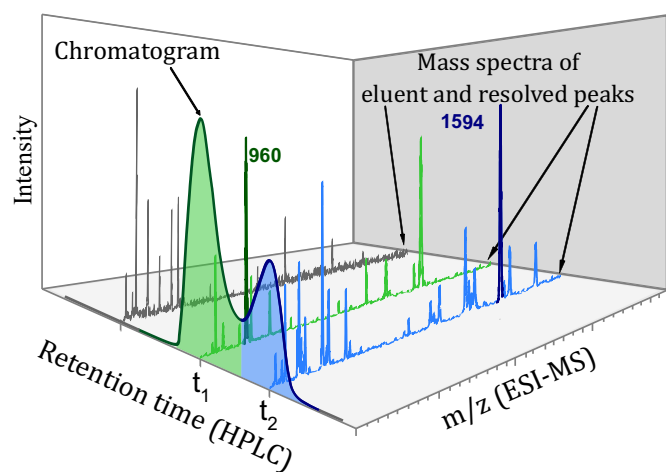 Chromatogram
Mass spectra of
eluent and resolved peaks
1594
960
Intensity
t1
t2
Retention time (HPLC)
m/z (ESI-MS)